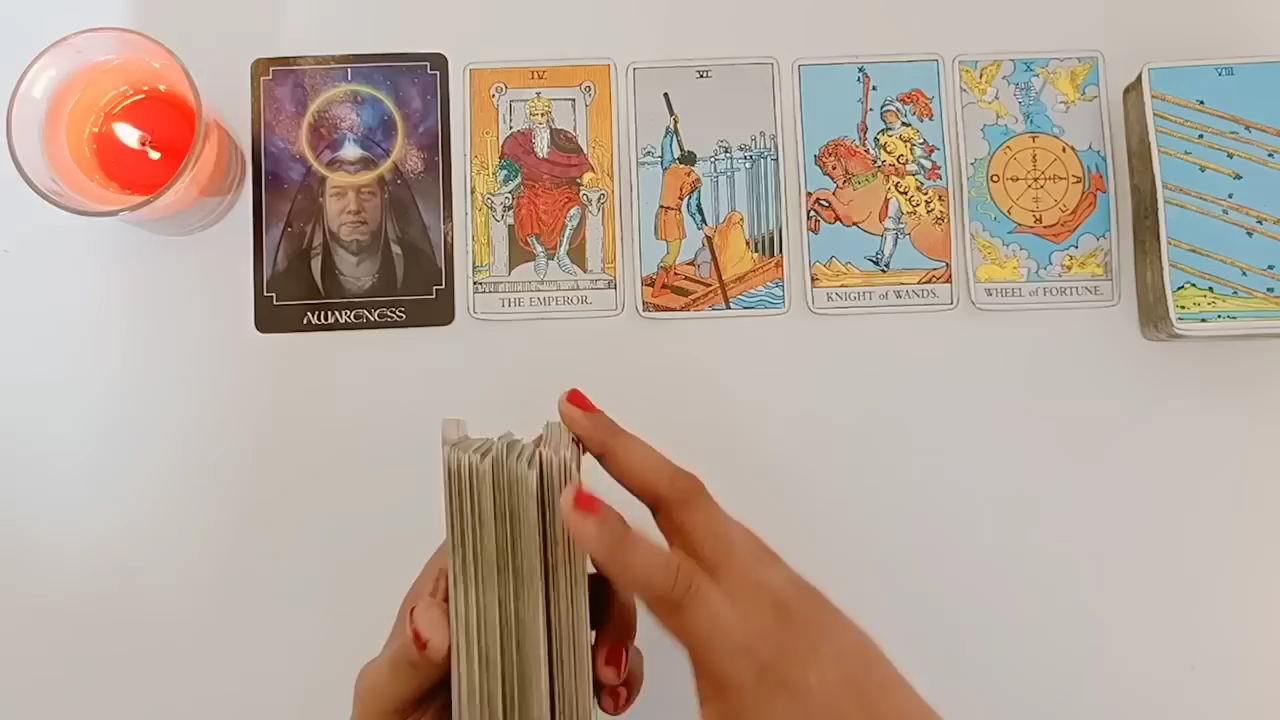 I
AWARENESS
IV
THE EMPEROR.
VI
KNIGHT of WANDS.
X
T
A
R
O
WHEEL of FORTUNE.
VIII